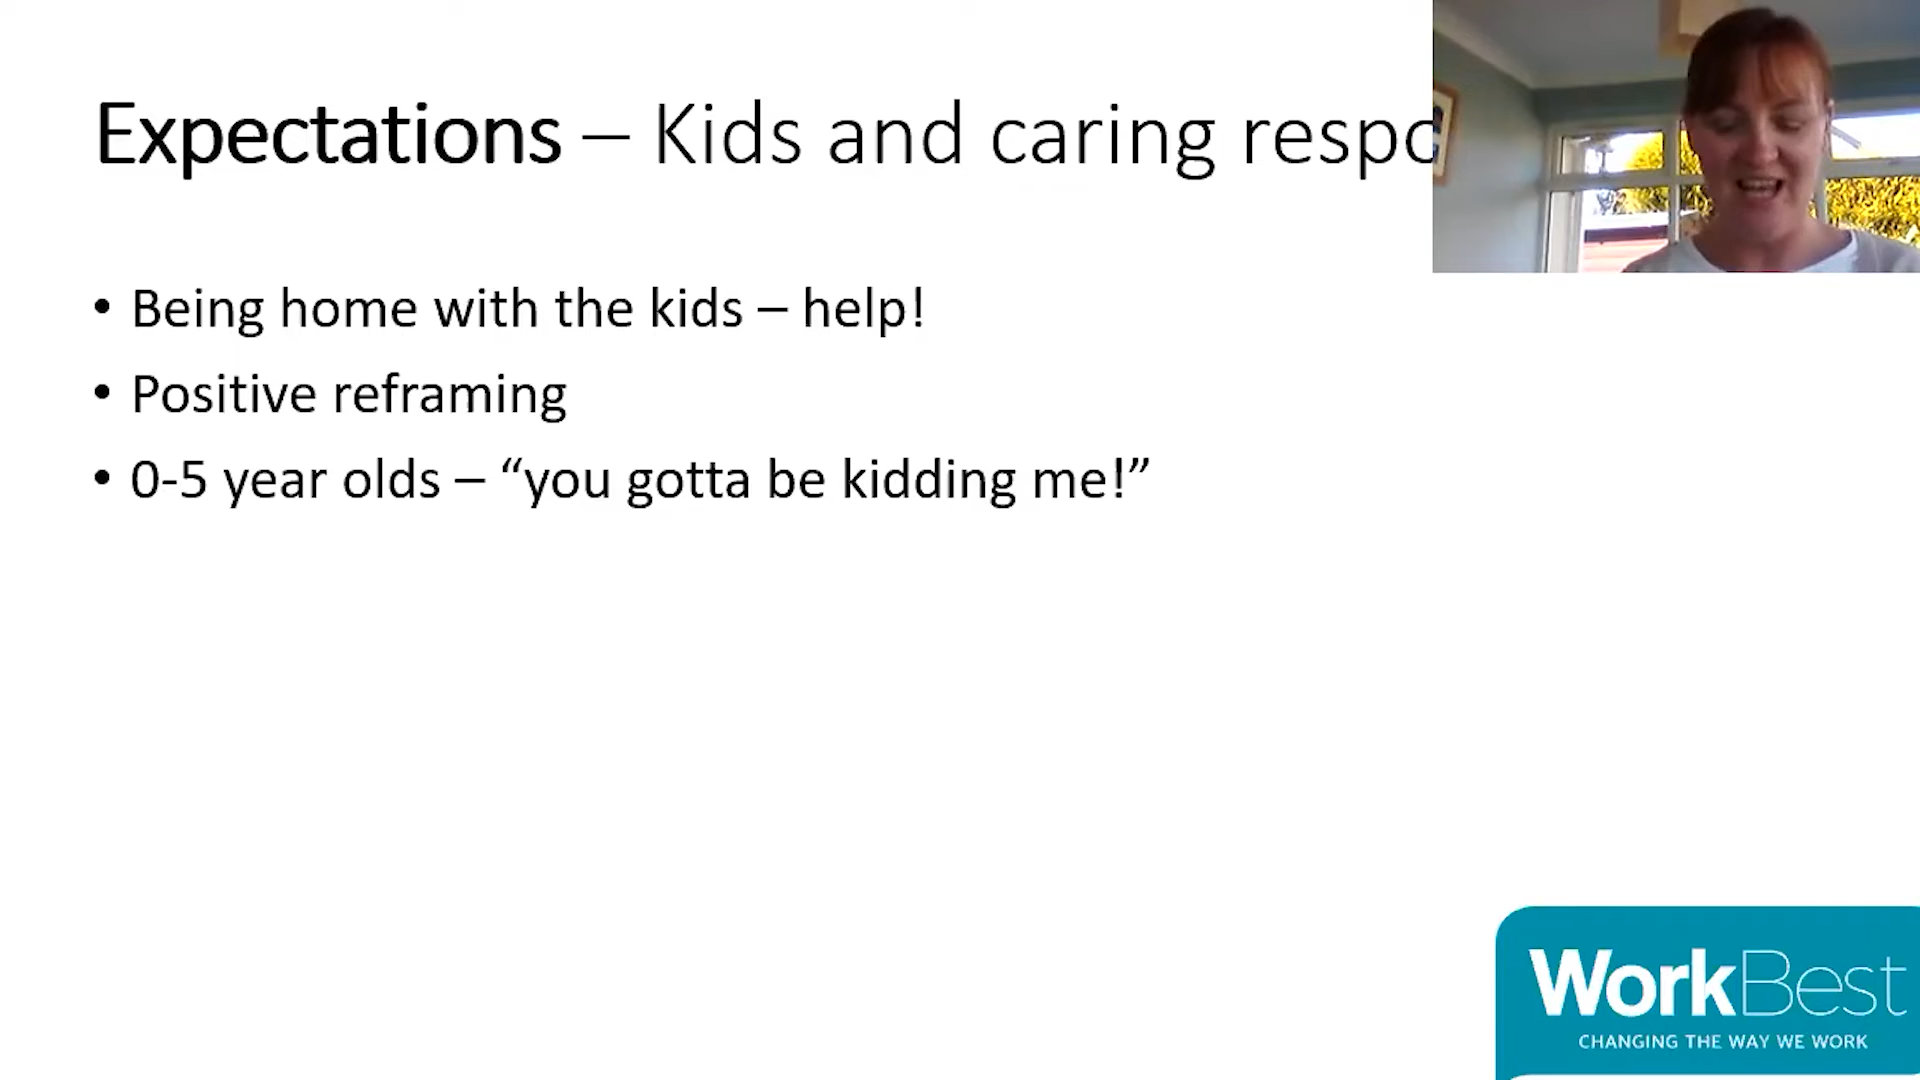 Expectations – Kids and caring respo
• Being home with the kids – help!
• Positive reframing
• 0-5 year olds – “you gotta be kidding me!”
WorkBest
CHANGING THE WAY WE WORK